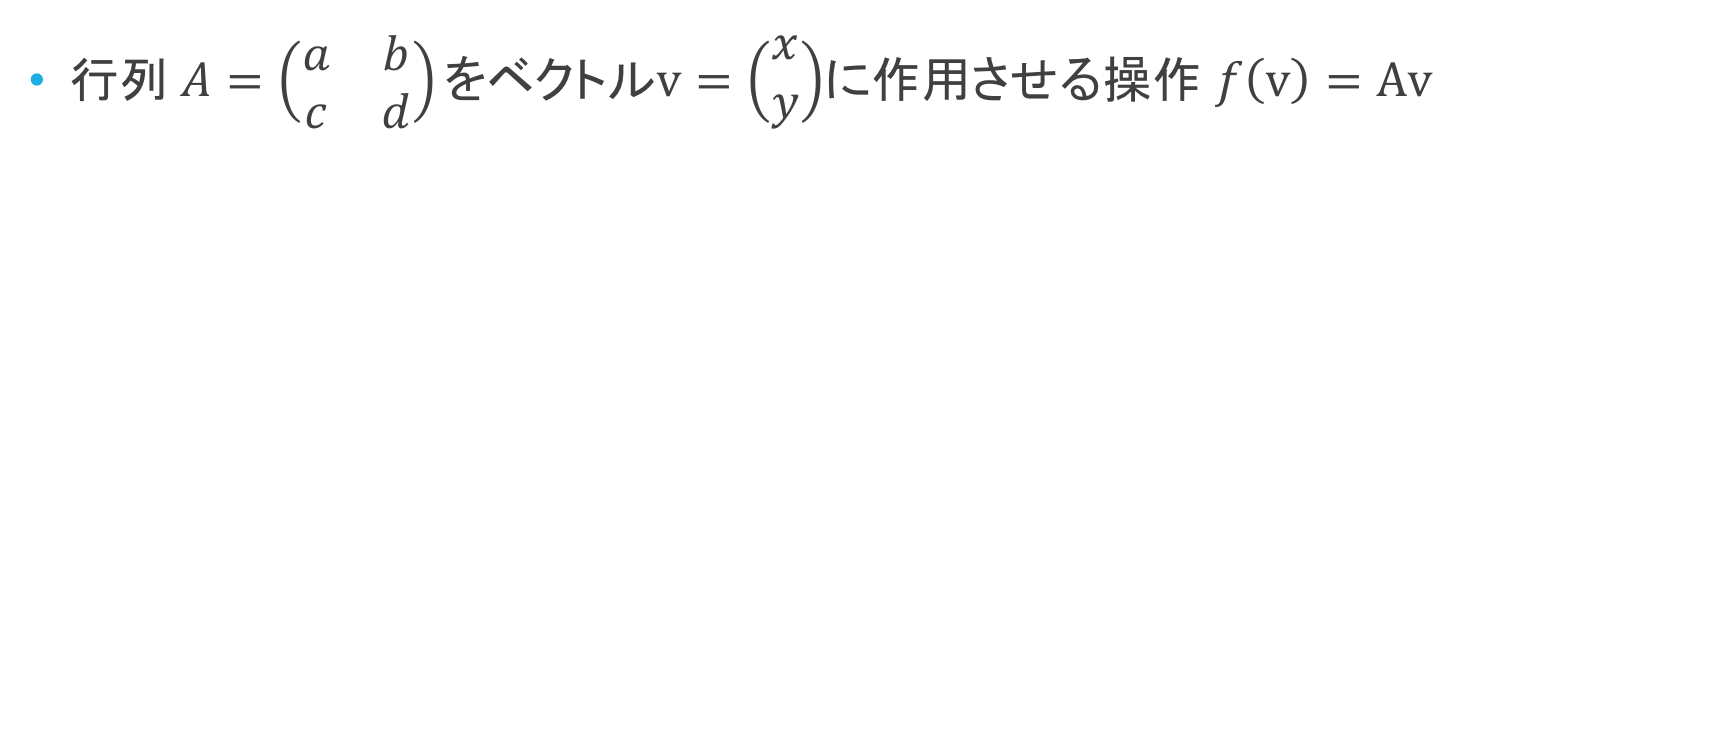 • 行列 A = (a b c d) をベクトルv = (x y)に作用させる操作 f(v) = Av